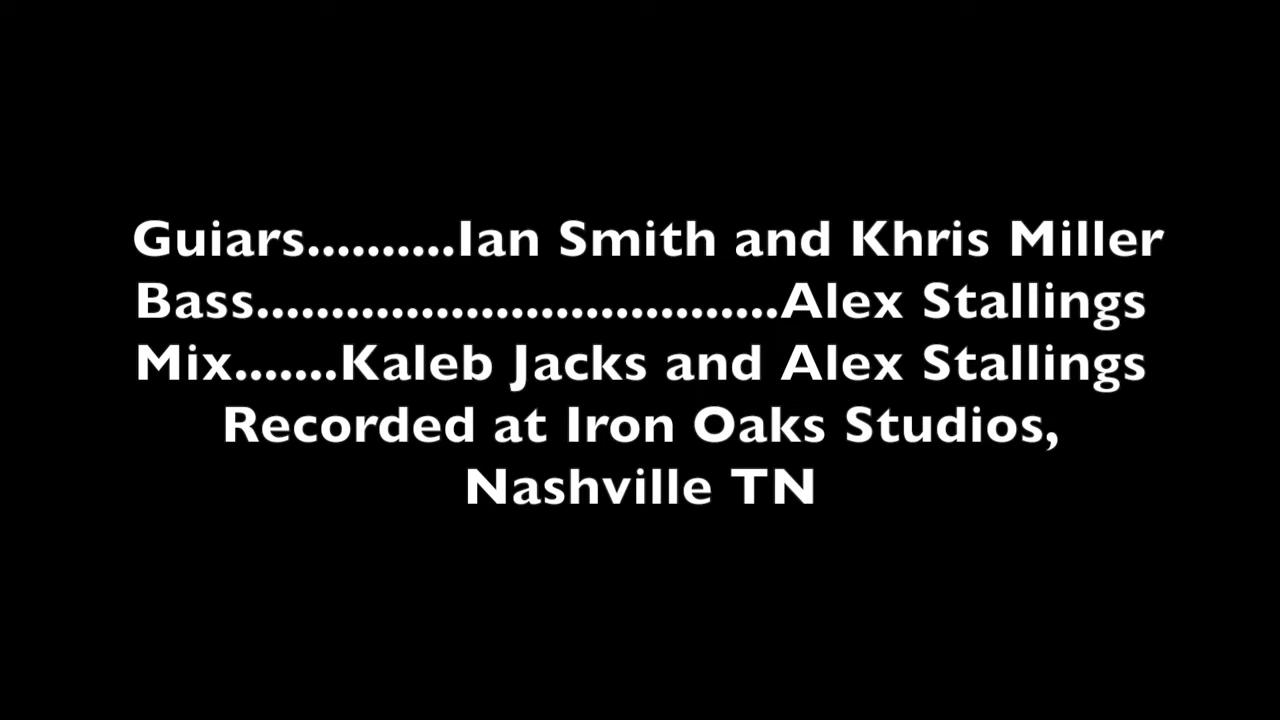 Guiars..........Ian Smith and Khris Miller
Bass...................................Alex Stallings
Mix.......Kaleb Jacks and Alex Stallings
Recorded at Iron Oaks Studios,
Nashville TN